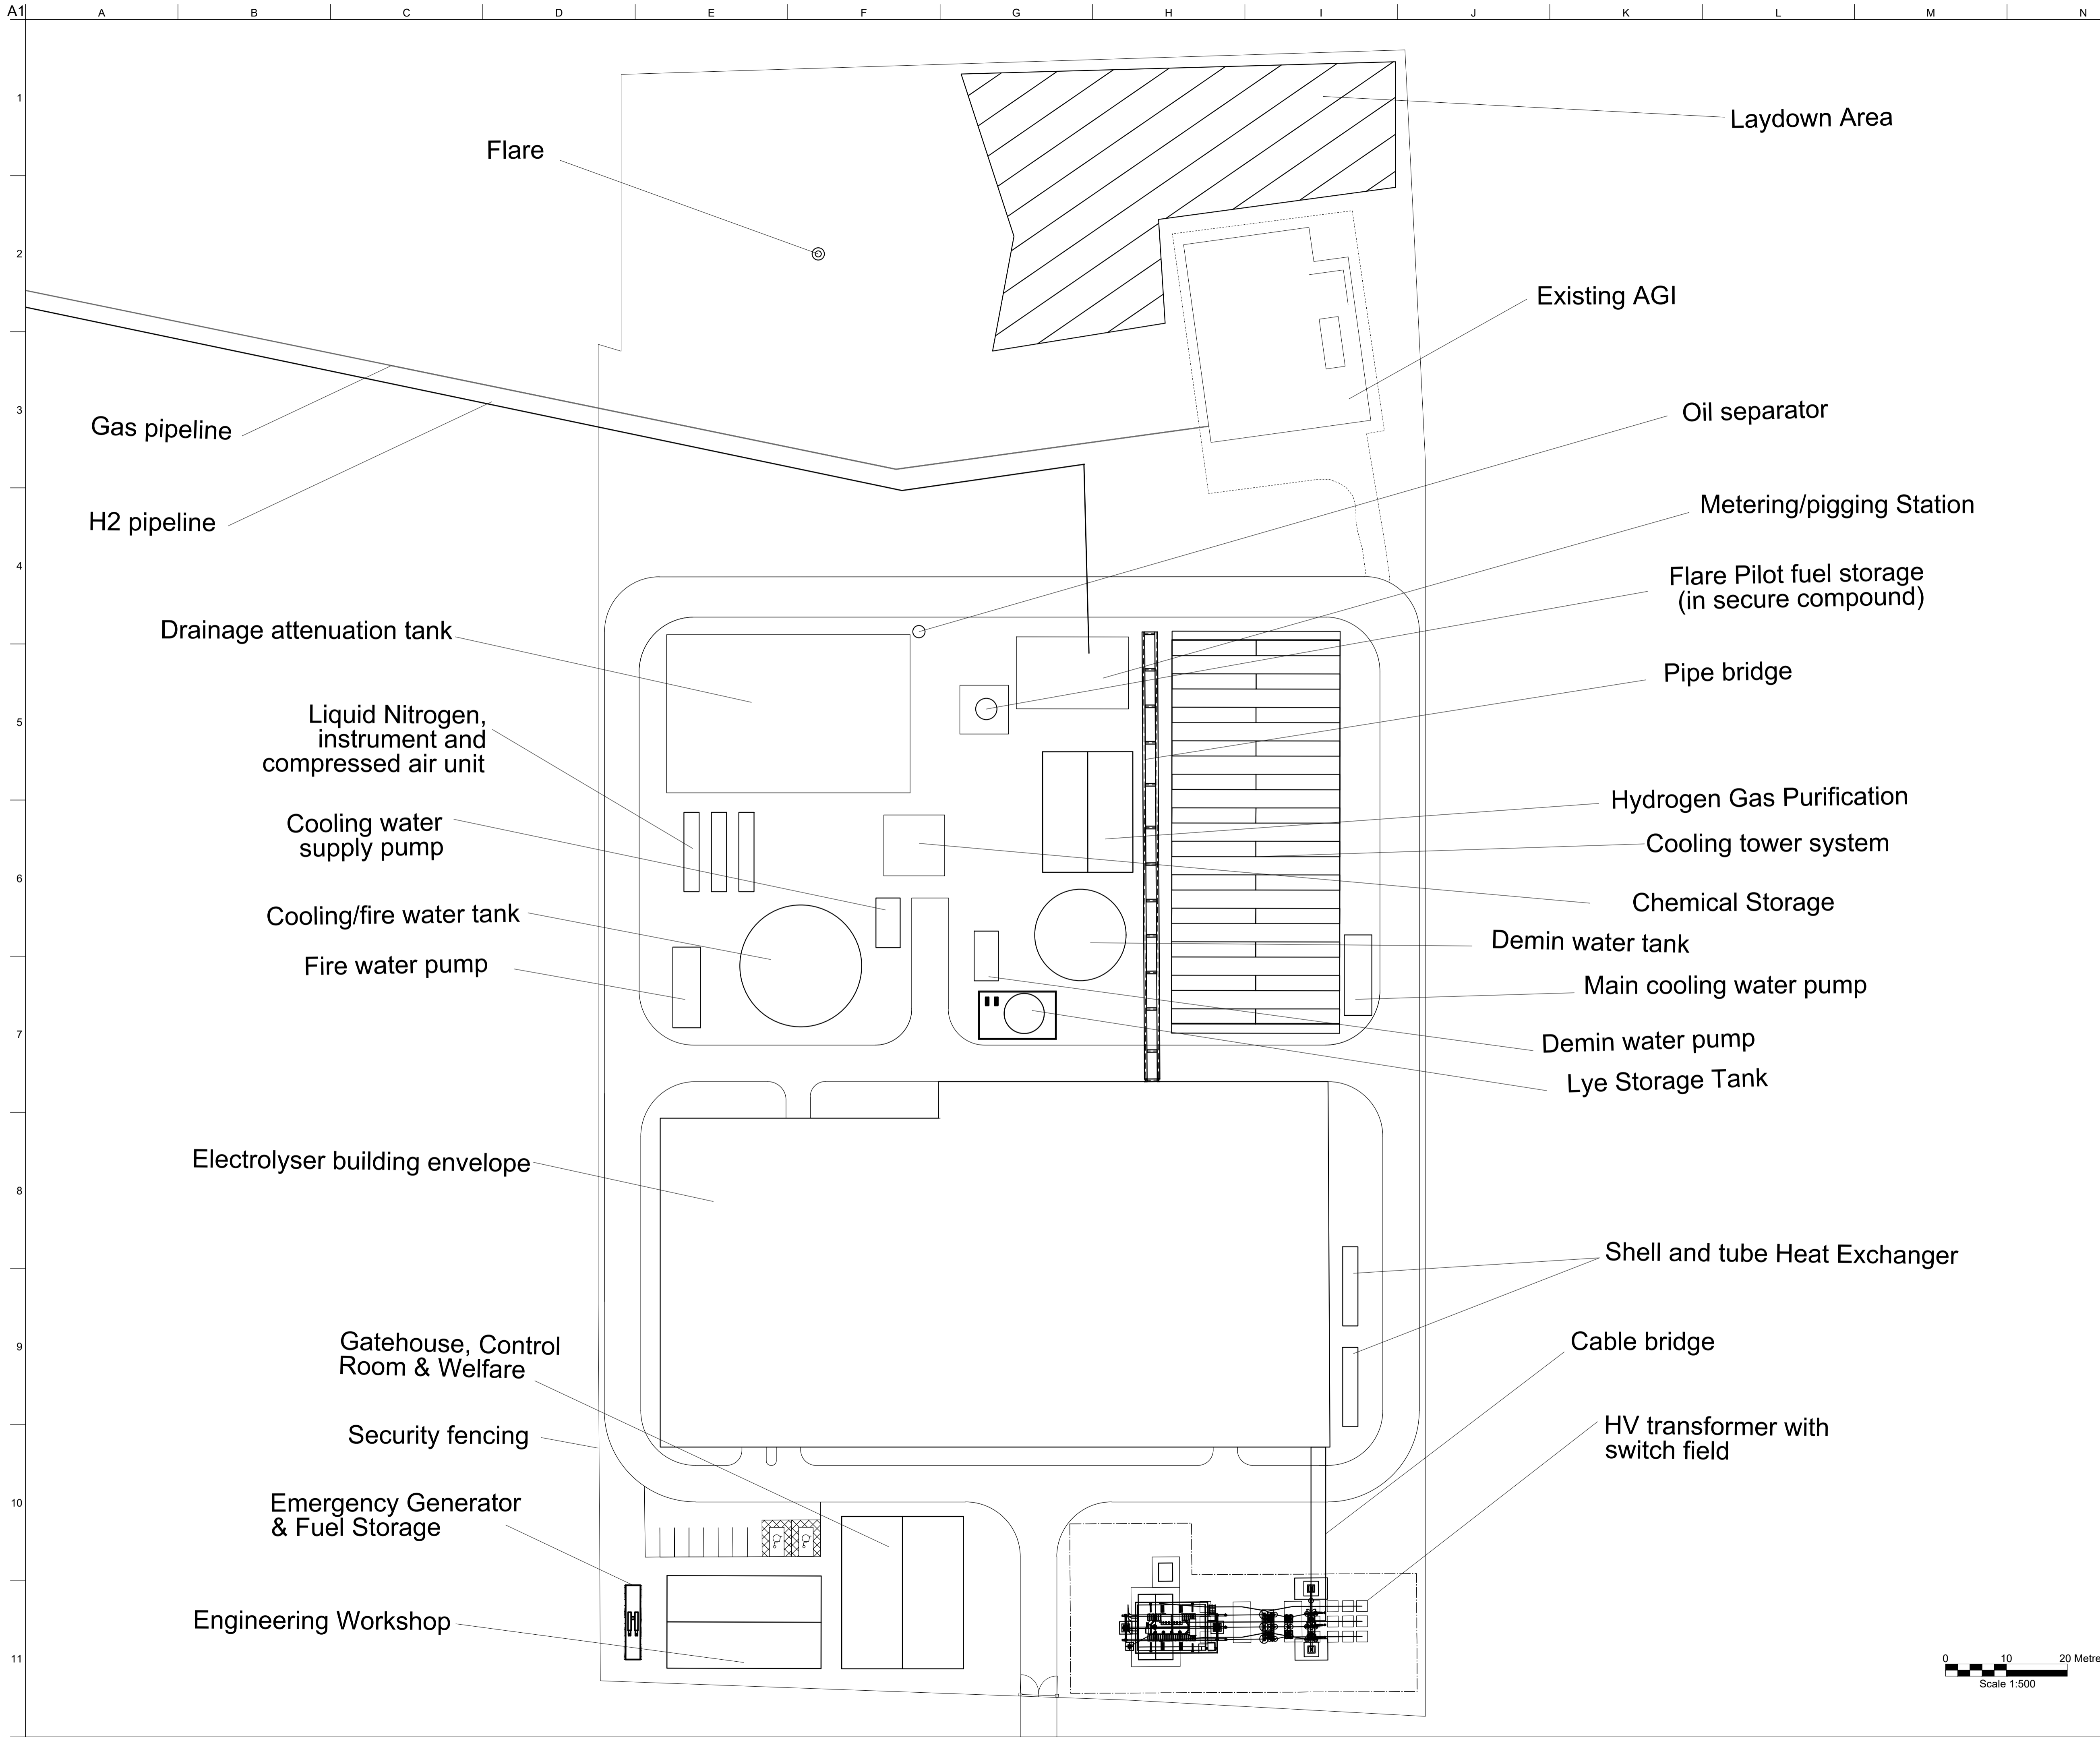 A1
A B C D E F G H I J K L M N
1
2
3
4
5
6
7
8
9
10
11
Flare
Laydown Area
Existing AGI
Gas pipeline
H2 pipeline
Oil separator
Metering/pigging Station
Flare Pilot fuel storage
(in secure compound)
Pipe bridge
Drainage attenuation tank
Liquid Nitrogen,
instrument and
compressed air unit
Cooling water
supply pump
Cooling/fire water tank
Fire water pump
Hydrogen Gas Purification
Cooling tower system
Chemical Storage
Demin water tank
Main cooling water pump
Demin water pump
Lye Storage Tank
Electrolyser building envelope
Shell and tube Heat Exchanger
Gatehouse, Control
Room & Welfare
Cable bridge
Security fencing
HV transformer with
switch field
Emergency Generator
& Fuel Storage
Engineering Workshop
0 10 20 Metre
Scale 1:500